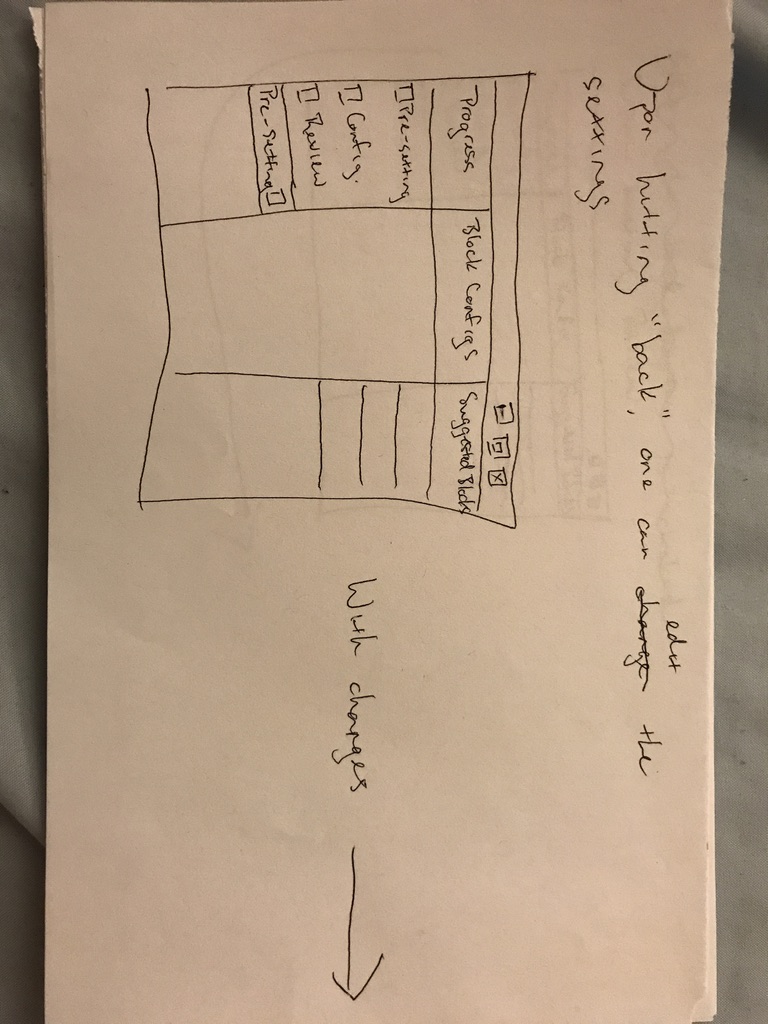 Upon hitting "back", one can edit the
settings
Progress
Block Configs
Suggested Blocks
Pre-setting
Config.
Review
Pre-setting
With changes